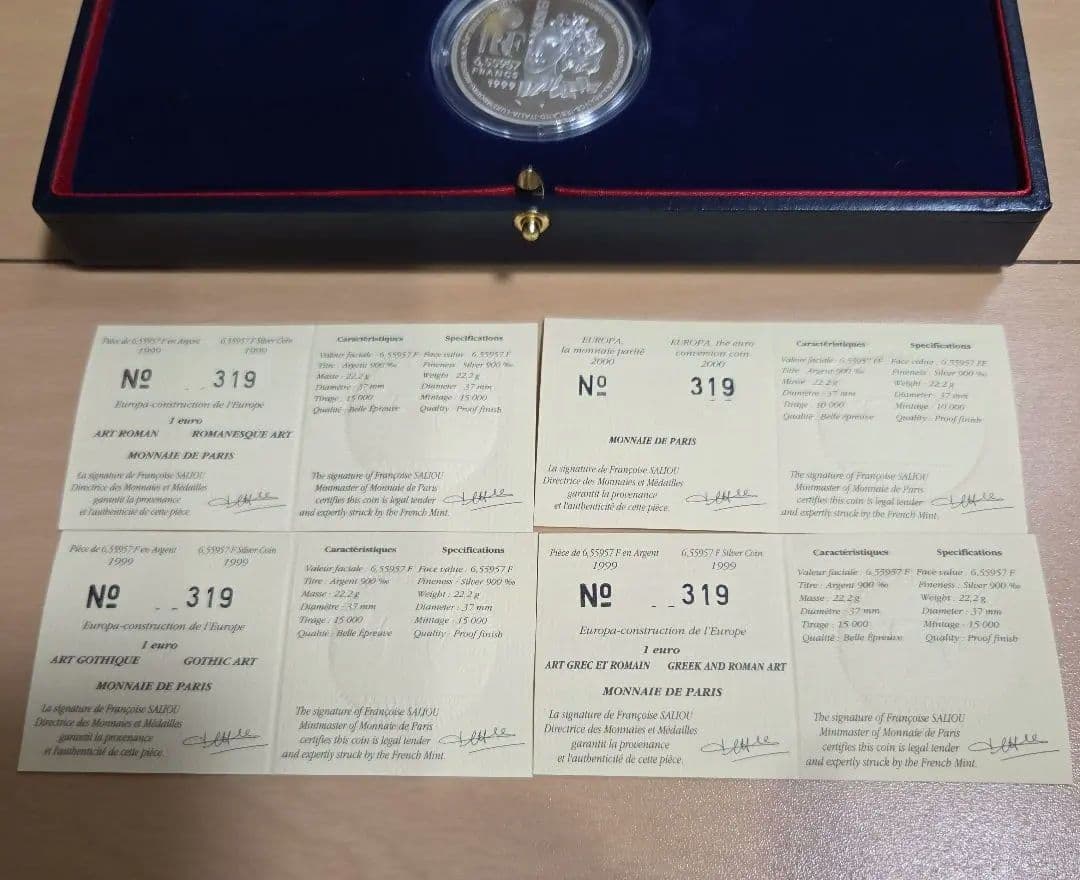 RF
6,55957
FRANCS
1999
Pièce de 6,55957 F en Argent 6,55957 F Silver Coin
1999 1999
Nº 319
Europa-construction de l'Europe
1 euro
ART ROMAN ROMANESQUE ART
MONNAIE DE PARIS
La signature de Françoise SALIOU
Directrice des Monnaies et Médailles
garantit la provenance
et l'authenticité de cette pièce.
Caractéristiques Specifications
Valeur faciale : 6,55957 F Face value : 6,55957 F
Titre : Argent 900 ‰ Fineness : Silver 900 ‰
Masse : 22,2 g Weight : 22,2 g
Diamètre : 37 mm Diameter : 37 mm
Tirage : 15 000 Mintage : 15 000
Qualité : Belle Épreuve Quality : Proof finish
The signature of Françoise SALIOU
Mintmaster of Monnaie de Paris
certifies this coin is legal tender
and expertly struck by the French Mint.
EUROPA, EUROPA, the euro
la monnaie parité conversion coin
2000 2000
Nº 319
MONNAIE DE PARIS
La signature de Françoise SALIOU
Directrice des Monnaies et Médailles
garantit la provenance
et l'authenticité de cette pièce.
Caractéristiques Specifications
Valeur faciale : 6,55957 FF Face value : 6,55957 FF
Titre : Argent 900 ‰ Fineness : Silver 900 ‰
Masse : 22,2 g Weight : 22,2 g
Diamètre : 37 mm Diameter : 37 mm
Tirage : 10 000 Mintage : 10 000
Qualité : Belle épreuve Quality : Proof finish
The signature of Françoise SALIOU
Mintmaster of Monnaie de Paris
certifies this coin is legal tender
and expertly struck by the French Mint.
Pièce de 6,55957 F en Argent 6,55957 F Silver Coin
1999 1999
Nº 319
Europa-construction de l'Europe
1 euro
ART GOTHIQUE GOTHIC ART
MONNAIE DE PARIS
La signature de Françoise SALIOU
Directrice des Monnaies et Médailles
garantit la provenance
et l'authenticité de cette pièce.
Caractéristiques Specifications
Valeur faciale : 6,55957 F Face value : 6,55957 F
Titre : Argent 900 ‰ Fineness : Silver 900 ‰
Masse : 22,2 g Weight : 22,2 g
Diamètre : 37 mm Diameter : 37 mm
Tirage : 15 000 Mintage : 15 000
Qualité : Belle Épreuve Quality : Proof finish
The signature of Françoise SALIOU
Mintmaster of Monnaie de Paris
certifies this coin is legal tender
and expertly struck by the French Mint.
Pièce de 6,55957 F en Argent 6,55957 F Silver Coin
1999 1999
Nº 319
Europa-construction de l'Europe
1 euro
ART GREC ET ROMAIN GREEK AND ROMAN ART
MONNAIE DE PARIS
La signature de Françoise SALIOU
Directrice des Monnaies et Médailles
garantit la provenance
et l'authenticité de cette pièce.
Caractéristiques Specifications
Valeur faciale : 6,55957 F Face value : 6,55957 F
Titre : Argent 900 ‰ Fineness : Silver 900 ‰
Masse : 22,2 g Weight : 22,2 g
Diamètre : 37 mm Diameter : 37 mm
Tirage : 15 000 Mintage : 15 000
Qualité : Belle Épreuve Quality : Proof finish
The signature of Françoise SALIOU
Mintmaster of Monnaie de Paris
certifies this coin is legal tender
and expertly struck by the French Mint.